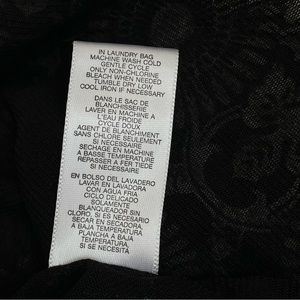 IN LAUNDRY BAG
MACHINE WASH COLD
GENTLE CYCLE
ONLY NON-CHLORINE
BLEACH WHEN NEEDED
TUMBLE DRY LOW
COOL IRON IF NECESSARY
DANS LE SAC DE
BLANCHISSERIE
LAVER EN MACHINE A
L'EAU FROIDE
CYCLE DOUX
AGENT DE BLANCHIMENT
SANS CHLORE SEULEMENT
SI NECESSAIRE
SECHAGE EN MACHINE
A BASSE TEMPERATURE
REPASSER A FER TIEDE
SI NECESSAIRE
EN BOLSO DEL LAVADERO
LAVAR EN LAVADORA
CON AGUA FRIA
CICLO DELICADO
SOLAMENTE
BLANQUEADOR SIN
CLORO, SI ES NECESARIO
SECAR EN SECADORA
A BAJA TEMPERATURA
PLANCHA A BAJA
TEMPERATURA,
SI SE NECESITA